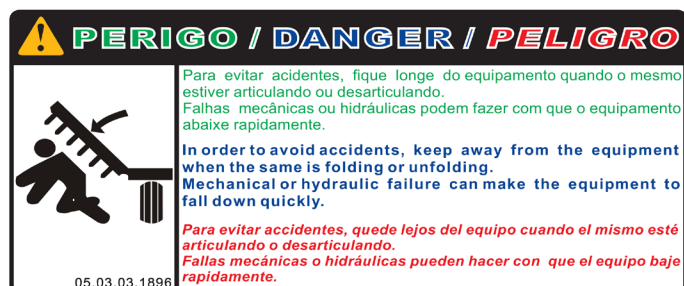 PERIGO / DANGER / PELIGRO
Para evitar acidentes, fique longe do equipamento quando o mesmo
estiver articulando ou desarticulando.
Falhas mecânicas ou hidráulicas podem fazer com que o equipamento
abaixe rapidamente.
In order to avoid accidents, keep away from the equipment
when the same is folding or unfolding.
Mechanical or hydraulic failure can make the equipment to
fall down quickly.
Para evitar accidentes, quede lejos del equipo cuando el mismo esté
articulando o desarticulando.
Fallas mecánicas o hidráulicas pueden hacer con que el equipo baje
rapidamente.
05.03.03.1896